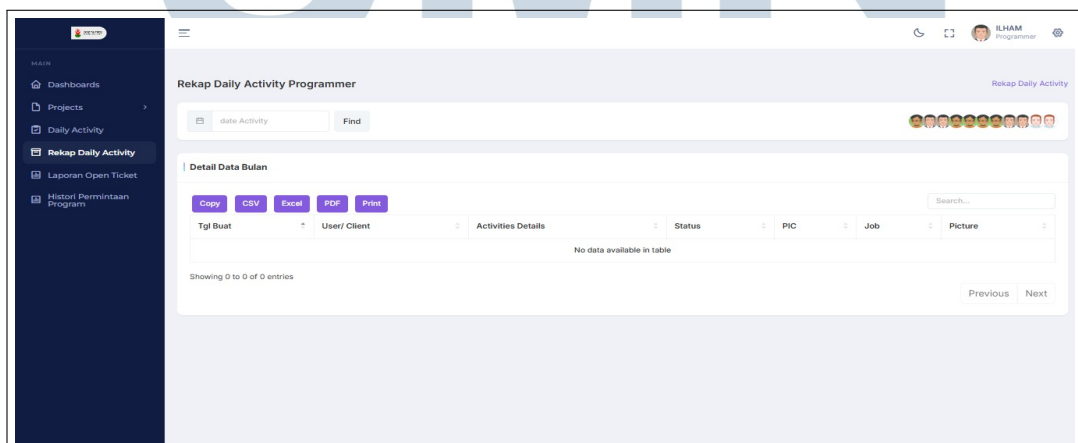 ILHAM
Programmer
MAIN
Dashboards
Projects
Daily Activity
Rekap Daily Activity
Laporan Open Ticket
Histori Permintaan
Program
Rekap Daily Activity Programmer
Rekap Daily Activity
date Activity
Find
Detail Data Bulan
Copy CSV Excel PDF Print
Search...
Tgl Buat User/ Client Activities Details Status PIC Job Picture
No data available in table
Showing 0 to 0 of 0 entries
Previous Next